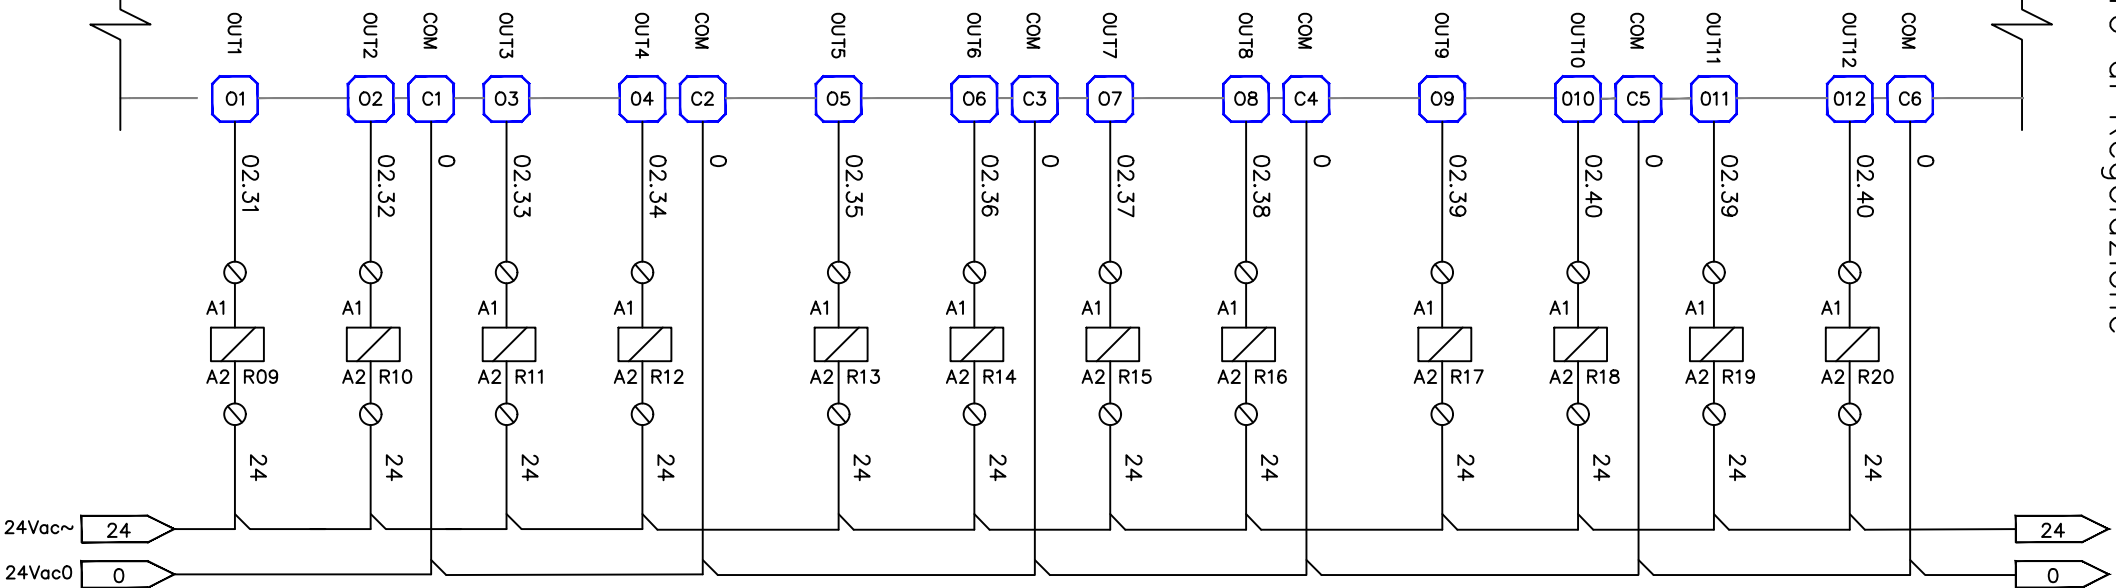 OUT1 OUT2 COM OUT3 OUT4 COM OUT5 OUT6 COM OUT7 OUT8 COM OUT9 OUT10 COM OUT11 OUT12 COM
O1 O2 C1 O3 O4 C2 O5 O6 C3 O7 O8 C4 O9 O10 C5 O11 O12 C6
02.31 02.32 0 02.33 02.34 0 02.35 02.36 0 02.37 02.38 0 02.39 02.40 0 02.39 02.40 0
A1 A1 A1 A1 A1 A1 A1 A1 A1 A1 A1 A1
A2 R09 A2 R10 A2 R11 A2 R12 A2 R13 A2 R14 A2 R15 A2 R16 A2 R17 A2 R18 A2 R19 A2 R20
24 24 24 24 24 24 24 24 24 24 24 24
24Vac~ 24 24
24Vac0 0 0
di Regolazione